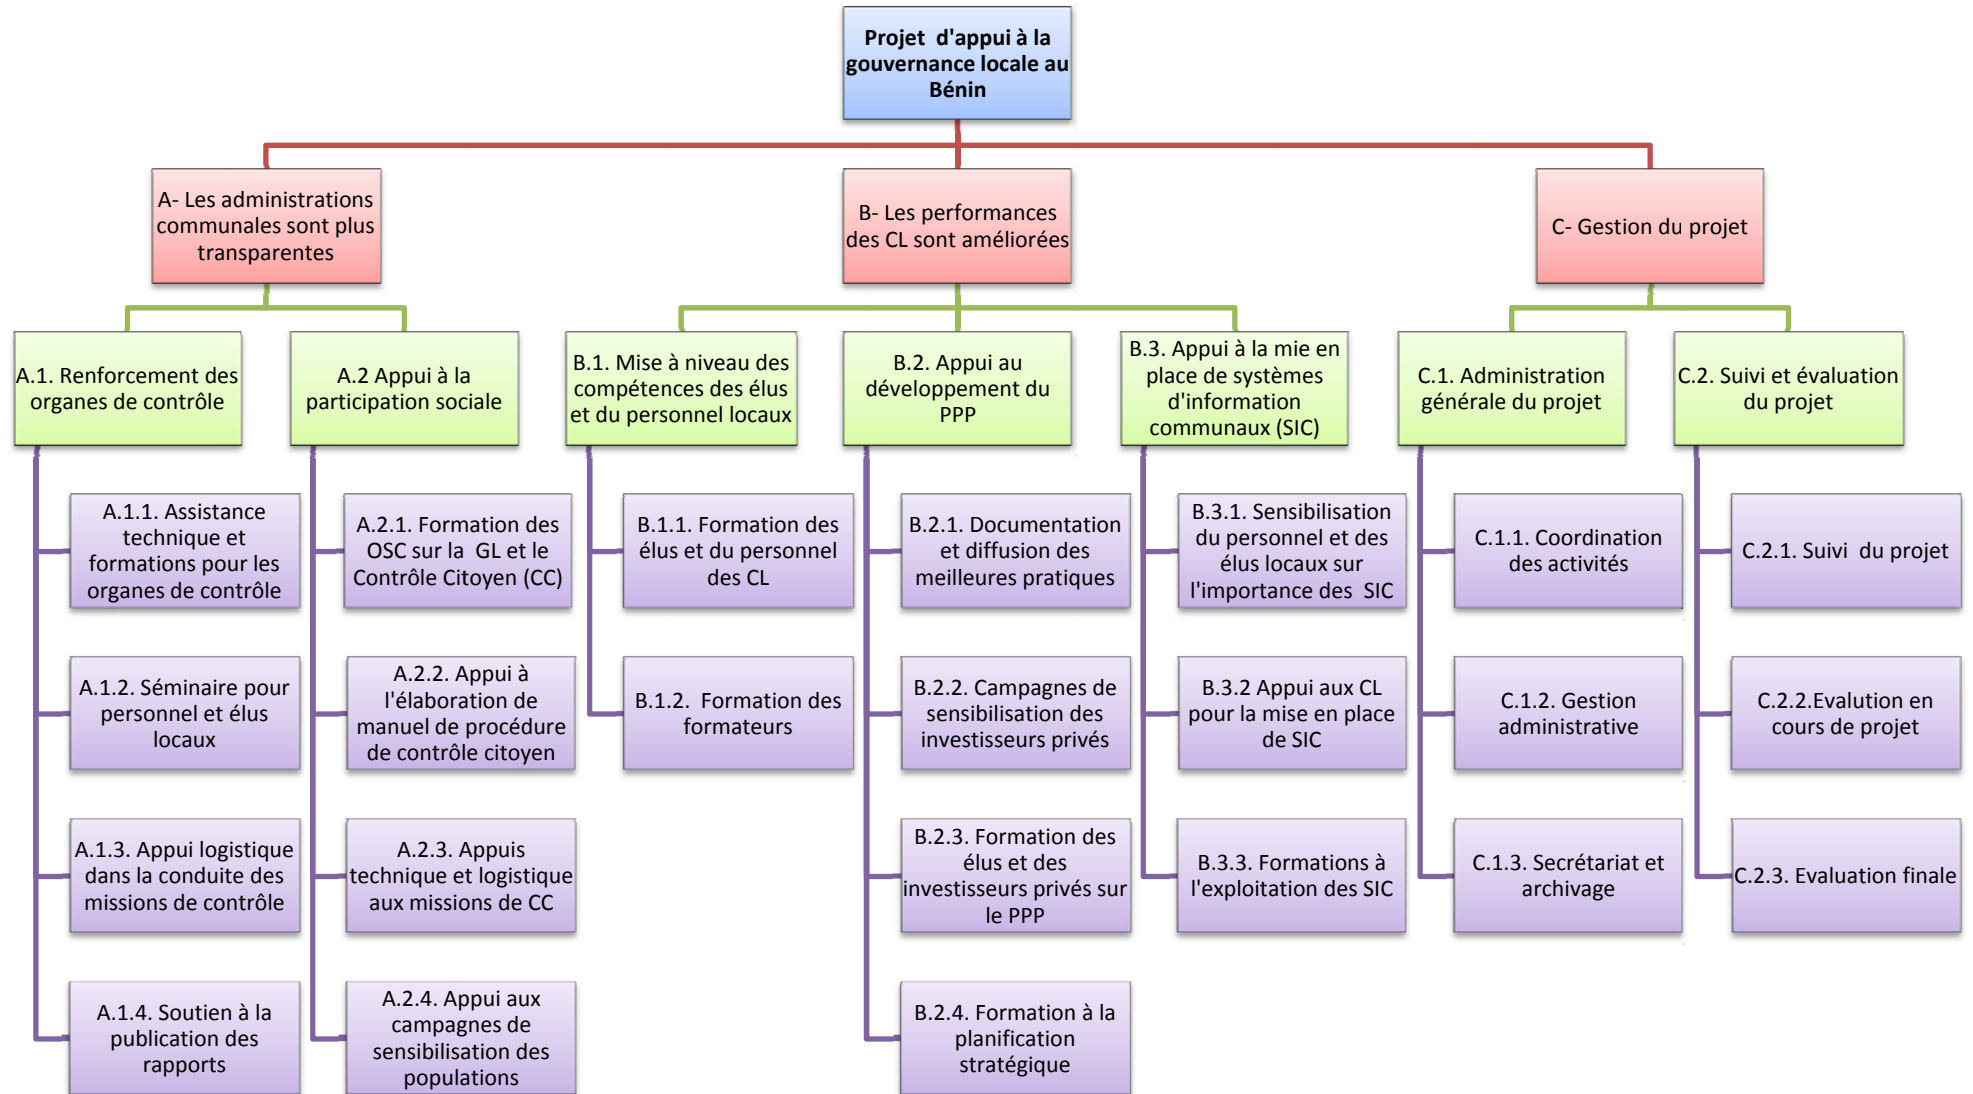 Projet d'appui à la
gouvernance locale au
Bénin
A- Les administrations
communales sont plus
transparentes
B- Les performances
des CL sont améliorées
C- Gestion du projet
A.1. Renforcement des
organes de contrôle
A.2 Appui à la
participation sociale
B.1. Mise à niveau des
compétences des élus
et du personnel locaux
B.2. Appui au
développement du
PPP
B.3. Appui à la mie en
place de systèmes
d'information
communaux (SIC)
C.1. Administration
générale du projet
C.2. Suivi et évaluation
du projet
A.1.1. Assistance
technique et
formations pour les
organes de contrôle
A.2.1. Formation des
OSC sur la GL et le
Contrôle Citoyen (CC)
B.1.1. Formation des
élus et du personnel
des CL
B.2.1. Documentation
et diffusion des
meilleures pratiques
B.3.1. Sensibilisation
du personnel et des
élus locaux sur
l'importance des SIC
C.1.1. Coordination
des activités
C.2.1. Suivi du projet
A.1.2. Séminaire pour
personnel et élus
locaux
A.2.2. Appui à
l'élaboration de
manuel de procédure
de contrôle citoyen
B.1.2. Formation des
formateurs
B.2.2. Campagnes de
sensibilisation des
investisseurs privés
B.3.2 Appui aux CL
pour la mise en place
de SIC
C.1.2. Gestion
administrative
C.2.2.Evalution en
cours de projet
A.1.3. Appui logistique
dans la conduite des
missions de contrôle
A.2.3. Appuis
technique et logistique
aux missions de CC
B.2.3. Formation des
élus et des
investisseurs privés sur
le PPP
B.3.3. Formations à
l'exploitation des SIC
C.1.3. Secrétariat et
archivage
C.2.3. Evaluation finale
A.1.4. Soutien à la
publication des
rapports
A.2.4. Appui aux
campagnes de
sensibilisation des
populations
B.2.4. Formation à la
planification
stratégique